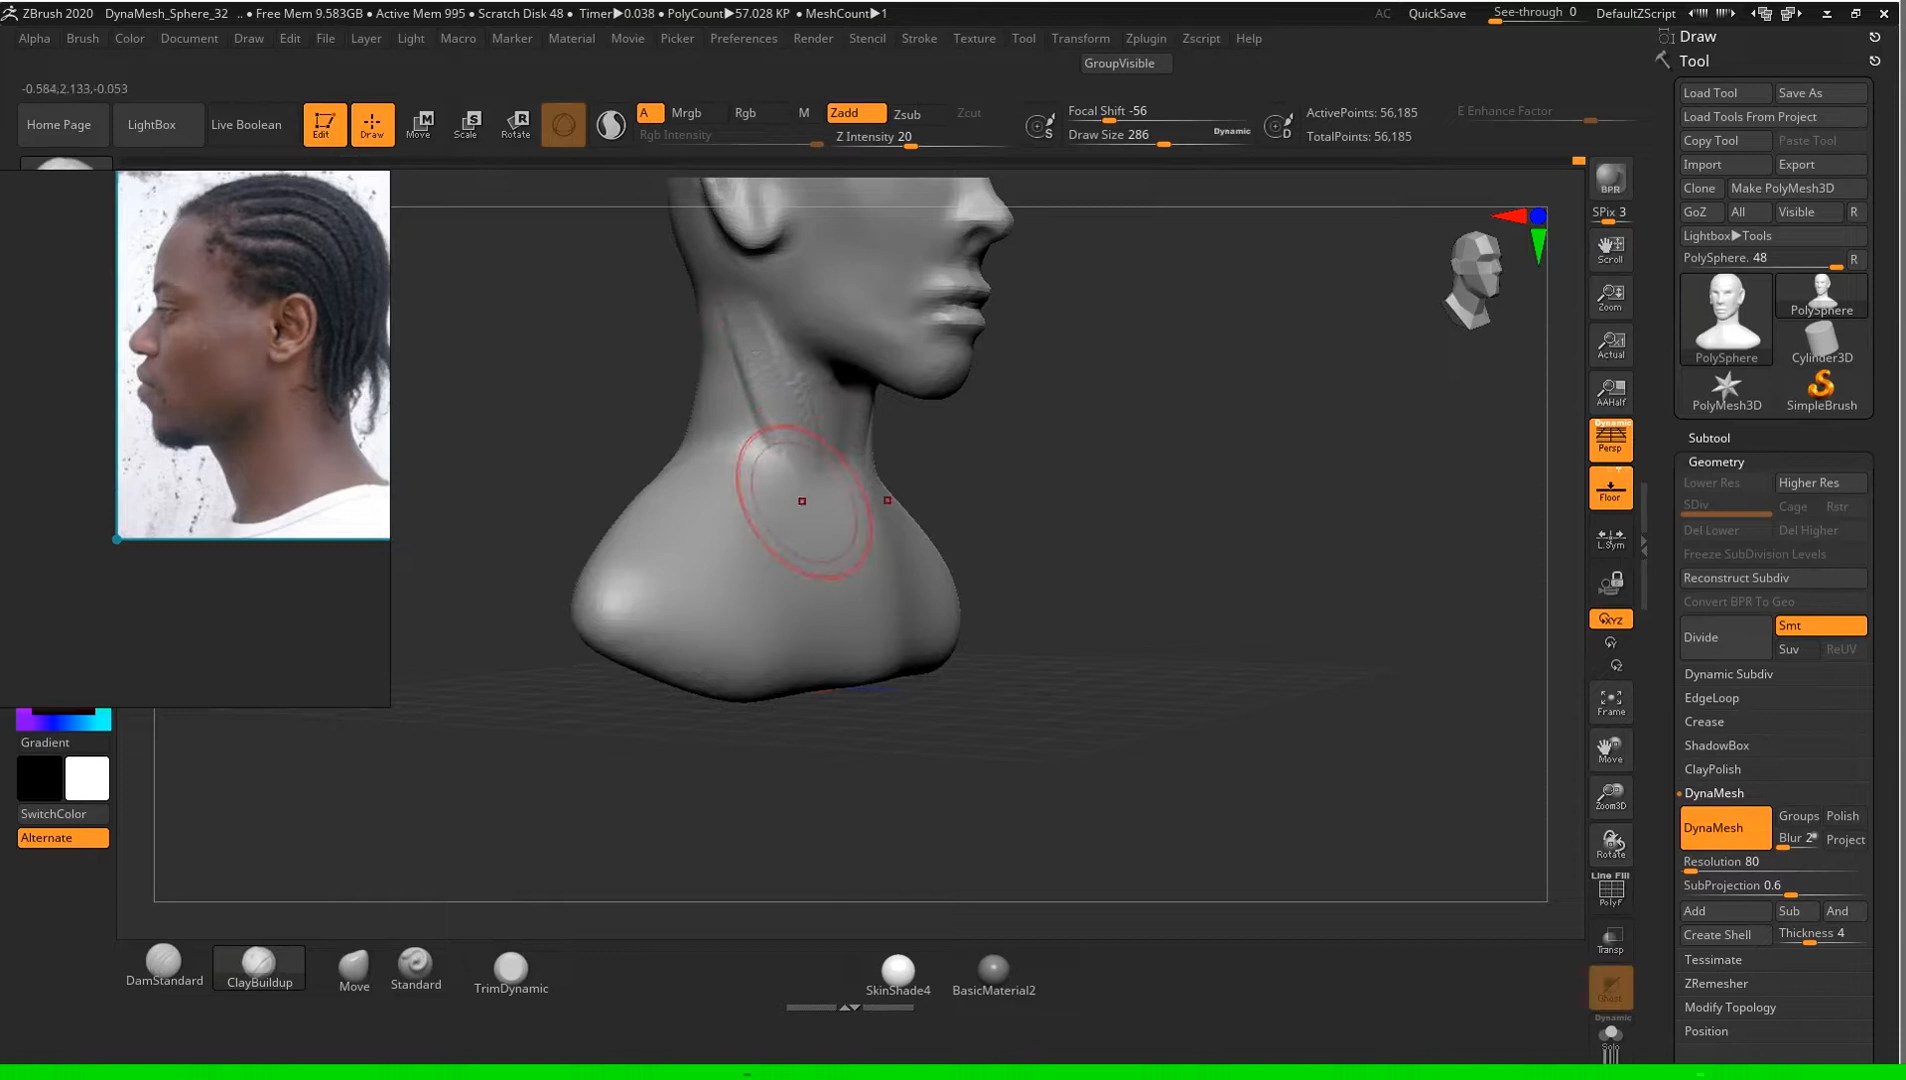 ZBrush 2020 DynaMesh_Sphere_32 .. • Free Mem 9.583GB • Active Mem 995 • Scratch Disk 48 • Timer▶0.038 • PolyCount▶57.028 KP • MeshCount▶1 AC QuickSave See-through 0 DefaultZScript
Alpha Brush Color Document Draw Edit File Layer Light Macro Marker Material Movie Picker Preferences Render Stencil Stroke Texture Tool Transform Zplugin Zscript Help
GroupVisible
-0.584,2.133,-0.053
Home Page LightBox Live Boolean
Edit Draw Move Scale Rotate
A Mrgb Rgb M Zadd Zsub Zcut
Rgb Intensity Z Intensity 20
S Focal Shift -56
Draw Size 286 Dynamic
D ActivePoints: 56,185
TotalPoints: 56,185
E Enhance Factor
Gradient
SwitchColor
Alternate
BPR
SPix 3
Scroll
Zoom
Actual
AAHalf
Dynamic
Persp
Floor
L.Sym
XYZ
Y
Z
Frame
Move
Zoom3D
Rotate
Line Fill
PolyF
Transp
Ghost
Dynamic
Solo
Draw
Tool
Load Tool Save As
Load Tools From Project
Copy Tool Paste Tool
Import Export
Clone Make PolyMesh3D
GoZ All Visible R
Lightbox▶Tools
PolySphere. 48 R
PolySphere
PolySphere Cylinder3D
PolyMesh3D SimpleBrush
Subtool
Geometry
Lower Res Higher Res
SDiv Cage Rstr
Del Lower Del Higher
Freeze SubDivision Levels
Reconstruct Subdiv
Convert BPR To Geo
Divide Smt
Suv ReUV
Dynamic Subdiv
EdgeLoop
Crease
ShadowBox
ClayPolish
DynaMesh
DynaMesh Groups Polish
Blur 2 Project
Resolution 80
SubProjection 0.6
Add Sub And
Create Shell Thickness 4
Tessimate
ZRemesher
Modify Topology
Position
DamStandard ClayBuildup Move Standard TrimDynamic SkinShade4 BasicMaterial2